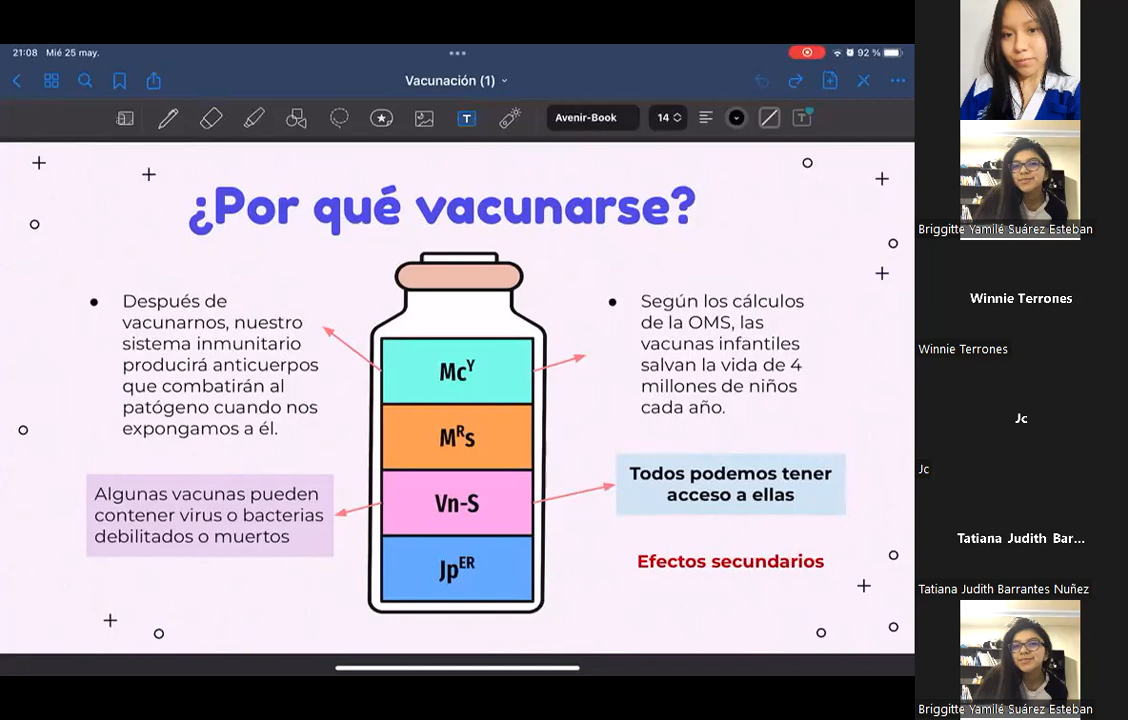 21:08 Mié 25 may.
92 %
Vacunación (1)
Avenir-Book
14
T
T
¿Por qué vacunarse?
Después de
vacunarnos, nuestro
sistema inmunitario
producirá anticuerpos
que combatirán al
patógeno cuando nos
expongamos a él.
Algunas vacunas pueden
contener virus o bacterias
debilitados o muertos
Mcʸ
Mᴿs
Vn-S
Jpᴱᴿ
Según los cálculos
de la OMS, las
vacunas infantiles
salvan la vida de 4
millones de niños
cada año.
Todos podemos tener
acceso a ellas
Efectos secundarios
Briggitte Yamilé Suárez Esteban
Winnie Terrones
Winnie Terrones
Jc
Jc
Tatiana Judith Bar...
Tatiana Judith Barrantes Nuñez
Briggitte Yamilé Suárez Esteban